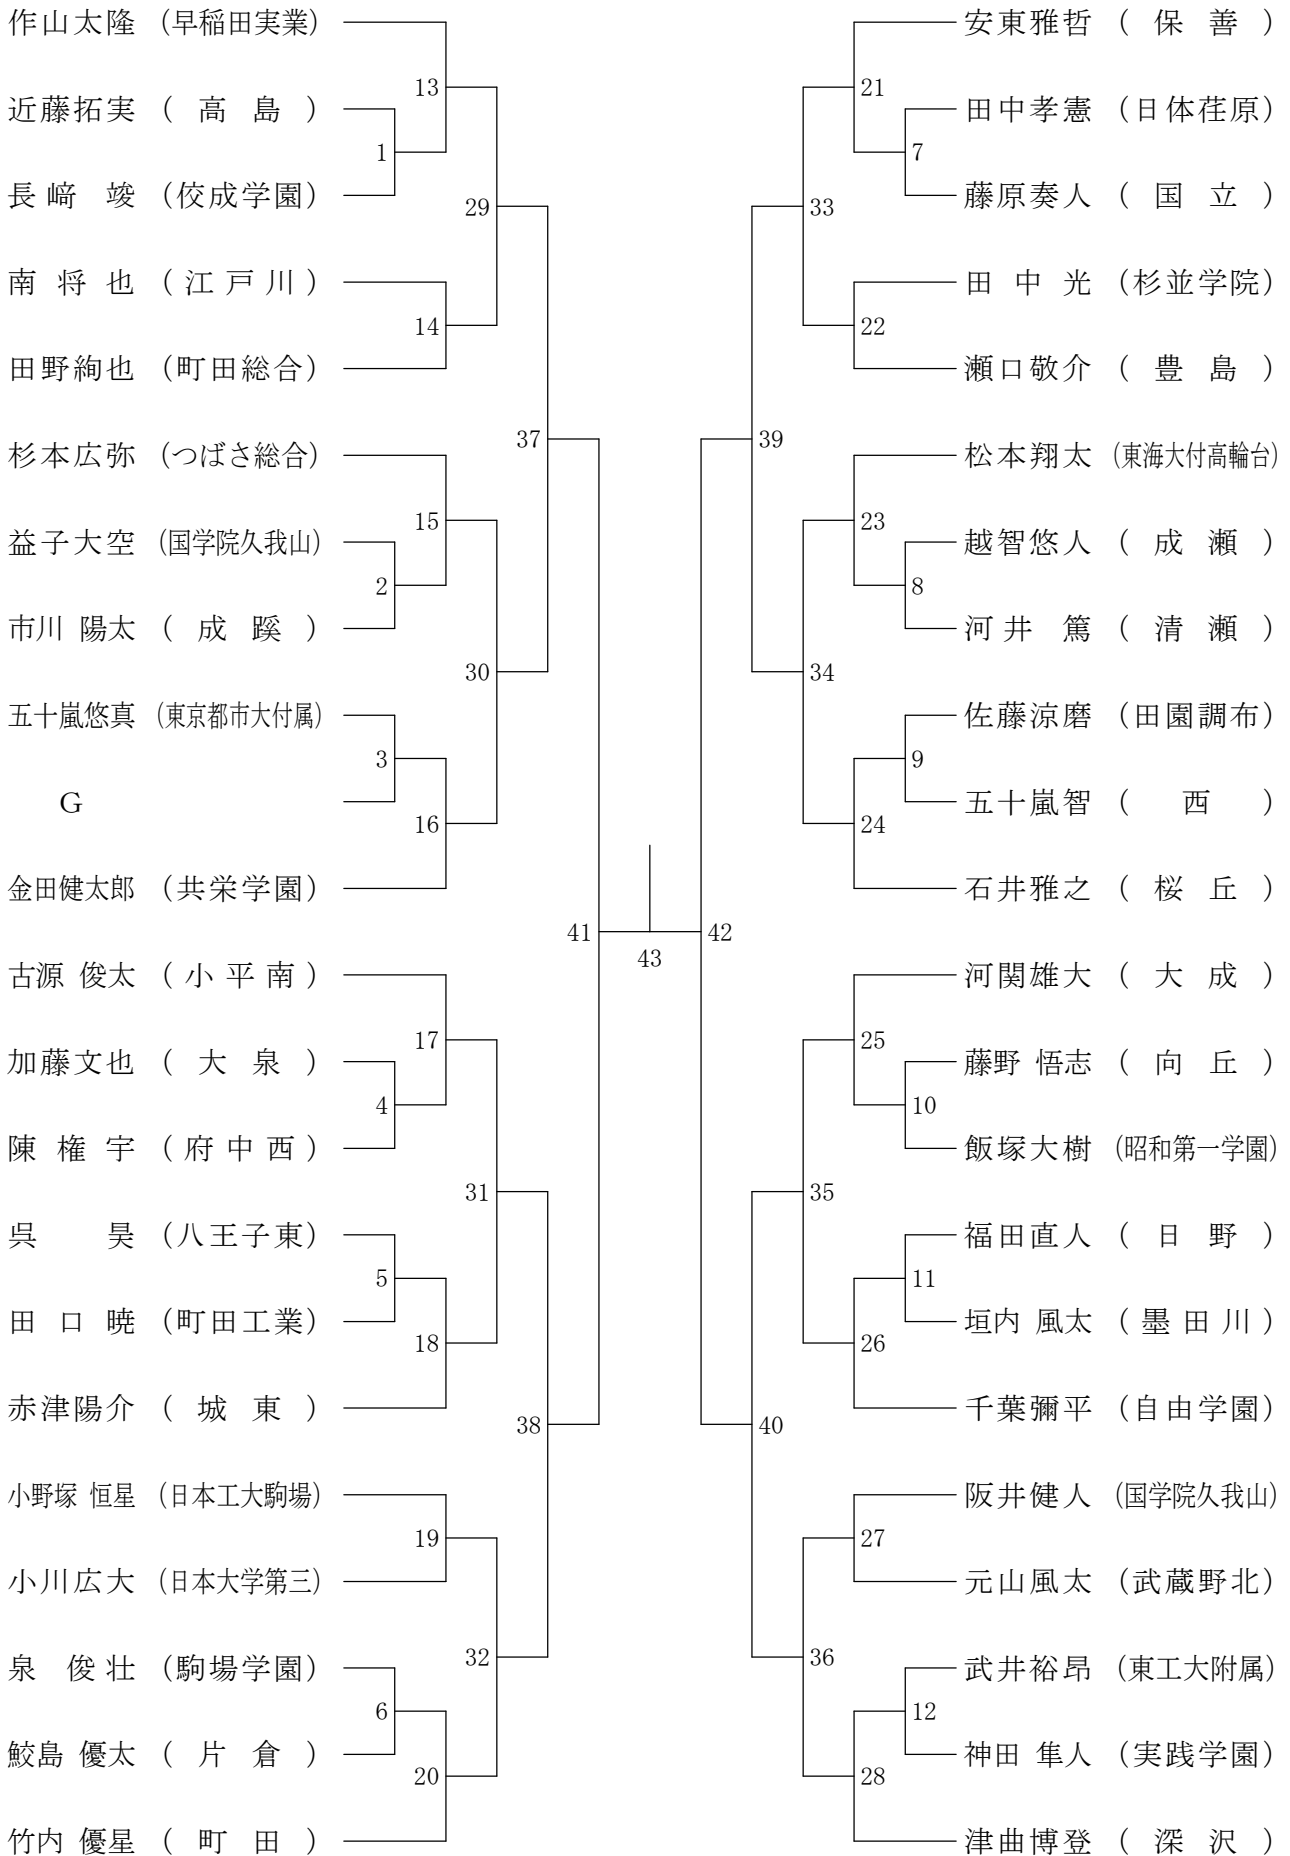 作山太隆 (早稲田実業)
近藤拓実 (高島)
長﨑竣 (佼成学園)
南将也 (江戸川)
田野絢也 (町田総合)
杉本広弥 (つばさ総合)
益子大空 (国学院久我山)
市川陽太 (成蹊)
五十嵐悠真 (東京都市大付属)
G
金田健太郎 (共栄学園)
古源俊太 (小平南)
加藤文也 (大泉)
陳権宇 (府中西)
呉昊 (八王子東)
田口暁 (町田工業)
赤津陽介 (城東)
小野塚恒星 (日本工大駒場)
小川広大 (日本大学第三)
泉俊壮 (駒場学園)
鮫島優太 (片倉)
竹内優星 (町田)
1
2
3
4
5
6
13
14
15
16
17
18
19
20
29
30
31
32
37
38
41
43
42
39
40
33
34
35
36
21
22
23
24
25
26
27
28
7
8
9
10
11
12
安東雅哲 (保善)
田中孝憲 (日体荏原)
藤原奏人 (国立)
田中光 (杉並学院)
瀬口敬介 (豊島)
松本翔太 (東海大付高輪台)
越智悠人 (成瀬)
河井篤 (清瀬)
佐藤涼磨 (田園調布)
五十嵐智 (西)
石井雅之 (桜丘)
河関雄大 (大成)
藤野悟志 (向丘)
飯塚大樹 (昭和第一学園)
福田直人 (日野)
垣内風太 (墨田川)
千葉彌平 (自由学園)
阪井健人 (国学院久我山)
元山風太 (武蔵野北)
武井裕昂 (東工大附属)
神田隼人 (実践学園)
津曲博登 (深沢)